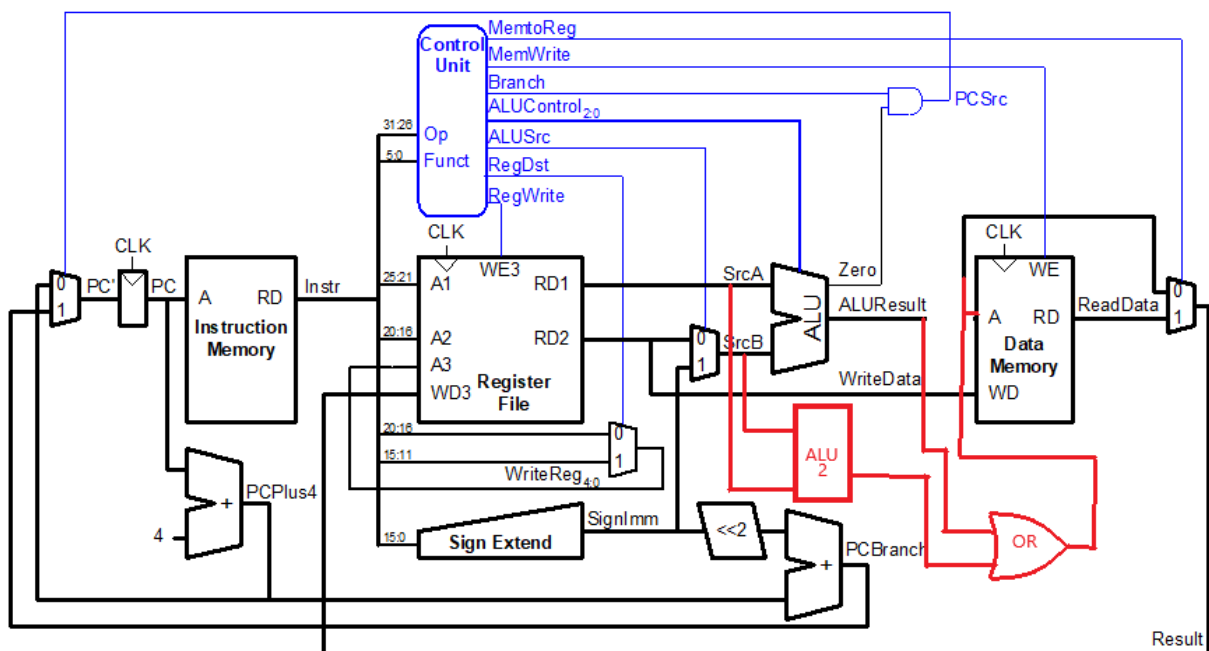 MemtoReg
Control
Unit
MemWrite
Branch
PCSrc
ALUControl2:0
31:26
Op
ALUSrc
5:0
Funct
RegDst
RegWrite
CLK
CLK
CLK
WE3
SrcA
Zero
WE
0
1
PC'
PC
A
RD
Instr
25:21
A1
RD1
ALU
ALUResult
ReadData
0
1
Instruction
Memory
20:16
A2
RD2
0
1
SrcB
A
RD
Data
Memory
A3
WD3
Register
File
WriteData
WD
20:16
0
15:11
1
WriteReg4:0
ALU
2
PCPlus4
+
4
SignImm
15:0
Sign Extend
<<2
+
PCBranch
OR
Result